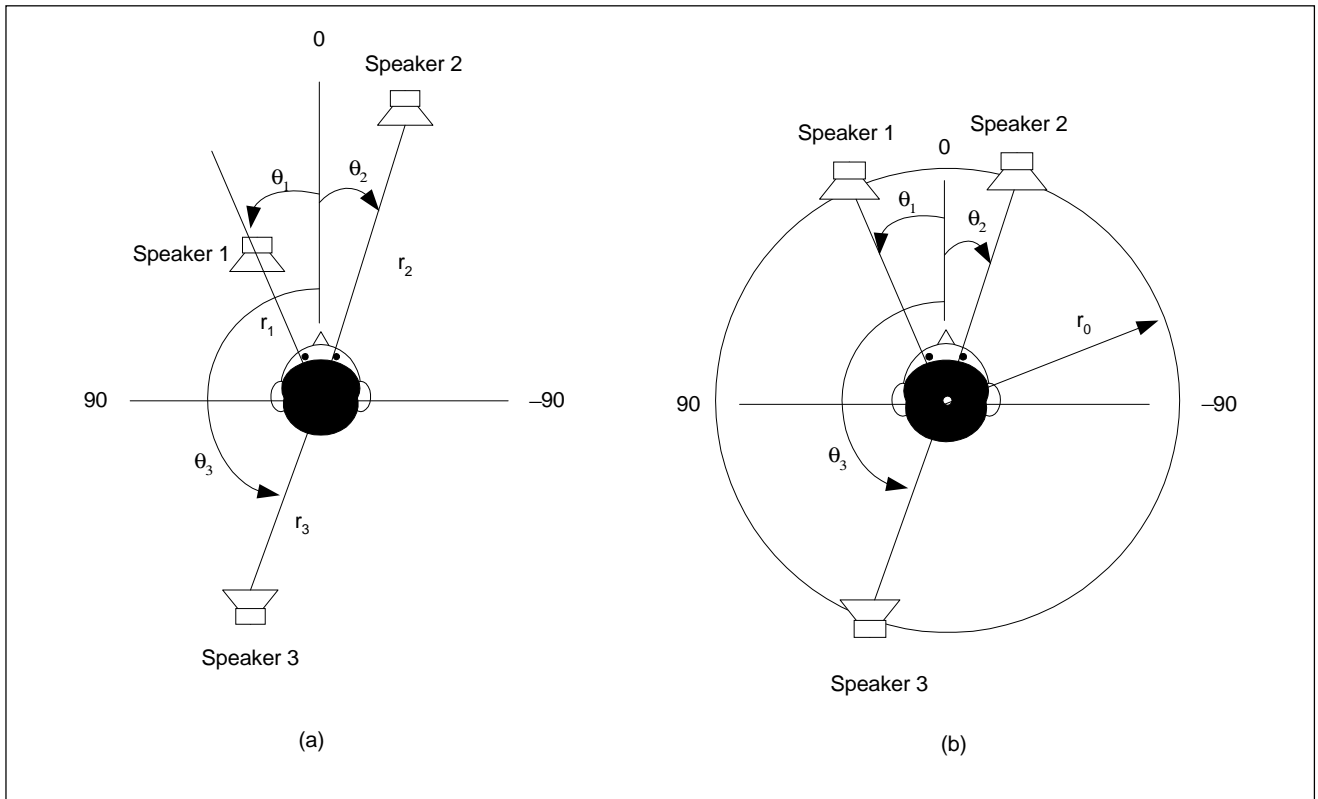 0
Speaker 2
θ1
θ2
Speaker 1
r2
r1
90
–90
θ3
r3
Speaker 3
(a)
Speaker 1
Speaker 2
0
θ1
θ2
r0
90
–90
θ3
Speaker 3
(b)